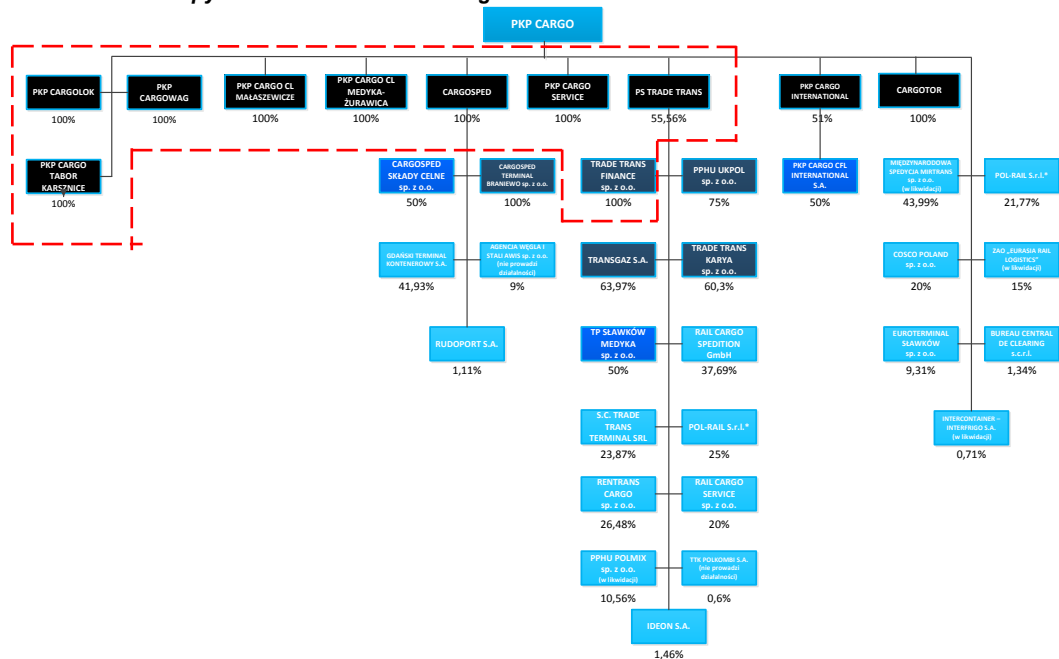 PKP CARGO
PKP CARGOLOK
100%
PKP
CARGOWAG
100%
PKP CARGO CL
MAŁASZEWICZE
100%
PKP CARGO CL
MEDYKA-
ŻURAWICA
100%
CARGOSPED
100%
PKP CARGO
SERVICE
100%
PS TRADE TRANS
55,56%
PKP CARGO
INTERNATIONAL
51%
CARGOTOR
100%
PKP CARGO
TABOR
KARSZNICE
100%
CARGOSPED
SKŁADY CELNE
sp. z o.o.
50%
CARGOSPED
TERMINAL
BRANIEWO sp. z o.o.
100%
TRADE TRANS
FINANCE
sp. z o.o.
100%
PPHU UKPOL
sp. z o.o.
75%
PKP CARGO CFL
INTERNATIONAL
S.A.
50%
MIĘDZYNARODOWA
SPEDYCJA MIRTRANS
sp. z o.o.
(w likwidacji)
43,99%
POL-RAIL S.r.l.*
21,77%
GDAŃSKI TERMINAL
KONTENEROWY S.A.
41,93%
AGENCJA WĘGLA I
STALI AWIS sp. z o.o.
(nie prowadzi
działalności)
9%
TRANSGAZ S.A.
63,97%
TRADE TRANS
KARYA
sp. z o.o.
60,3%
COSCO POLAND
sp. z o.o.
20%
ZAO „EURASIA RAIL
LOGISTICS”
(w likwidacji)
15%
RUDOPORT S.A.
1,11%
TP SŁAWKÓW
MEDYKA
sp. z o.o.
50%
RAIL CARGO
SPEDITION
GmbH
37,69%
EUROTERMINAL
SŁAWKÓW
sp. z o.o.
9,31%
BUREAU CENTRAL
DE CLEARING
s.c.r.l.
1,34%
S.C. TRADE
TRANS
TERMINAL SRL
23,87%
POL-RAIL S.r.l.*
25%
INTERCONTAINER –
INTERFRIGO S.A.
(w likwidacji)
0,71%
RENTRANS
CARGO
sp. z o.o.
26,48%
RAIL CARGO
SERVICE
sp. z o.o.
20%
PPHU POLMIX
sp. z o.o.
(w likwidacji)
10,56%
TTK POLKOMBI S.A.
(nie prowadzi
działalności)
0,6%
IDEON S.A.
1,46%